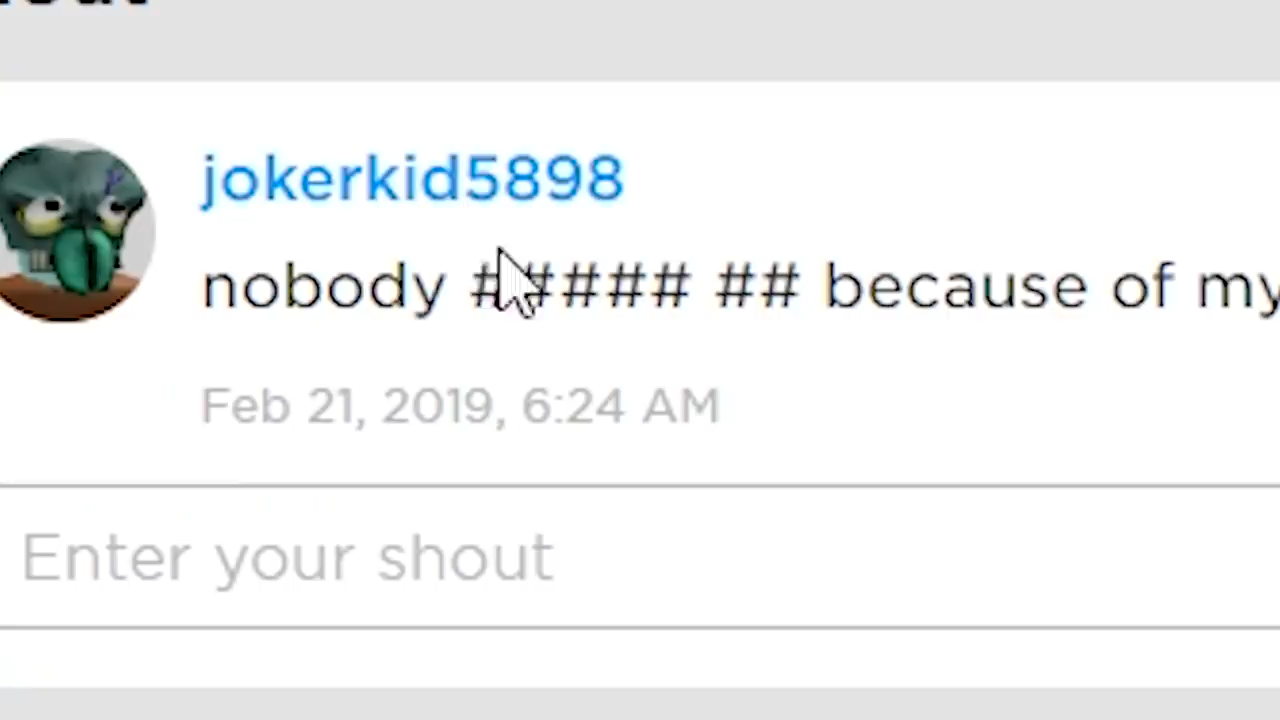 jokerkid5898
nobody ##### ## because of my
Feb 21, 2019, 6:24 AM
Enter your shout